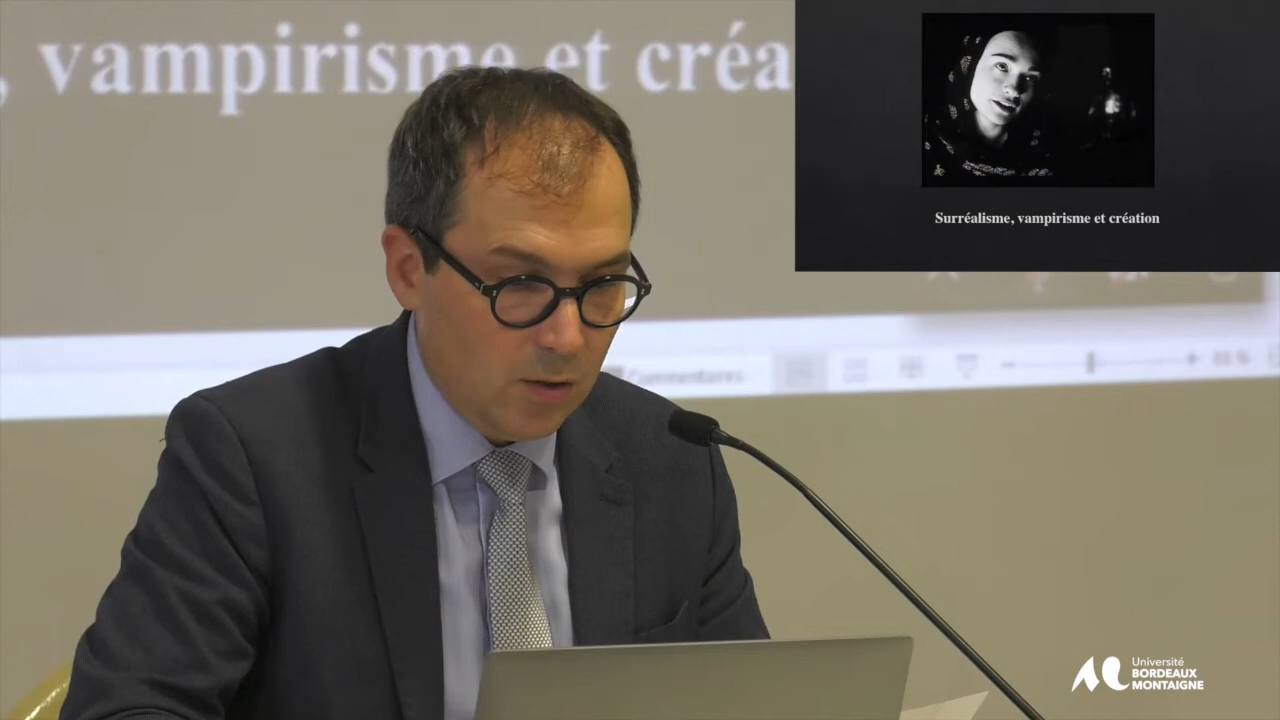 , vampirisme et créa
Surréalisme, vampirisme et création
Commentaires
Université
BORDEAUX
MONTAIGNE